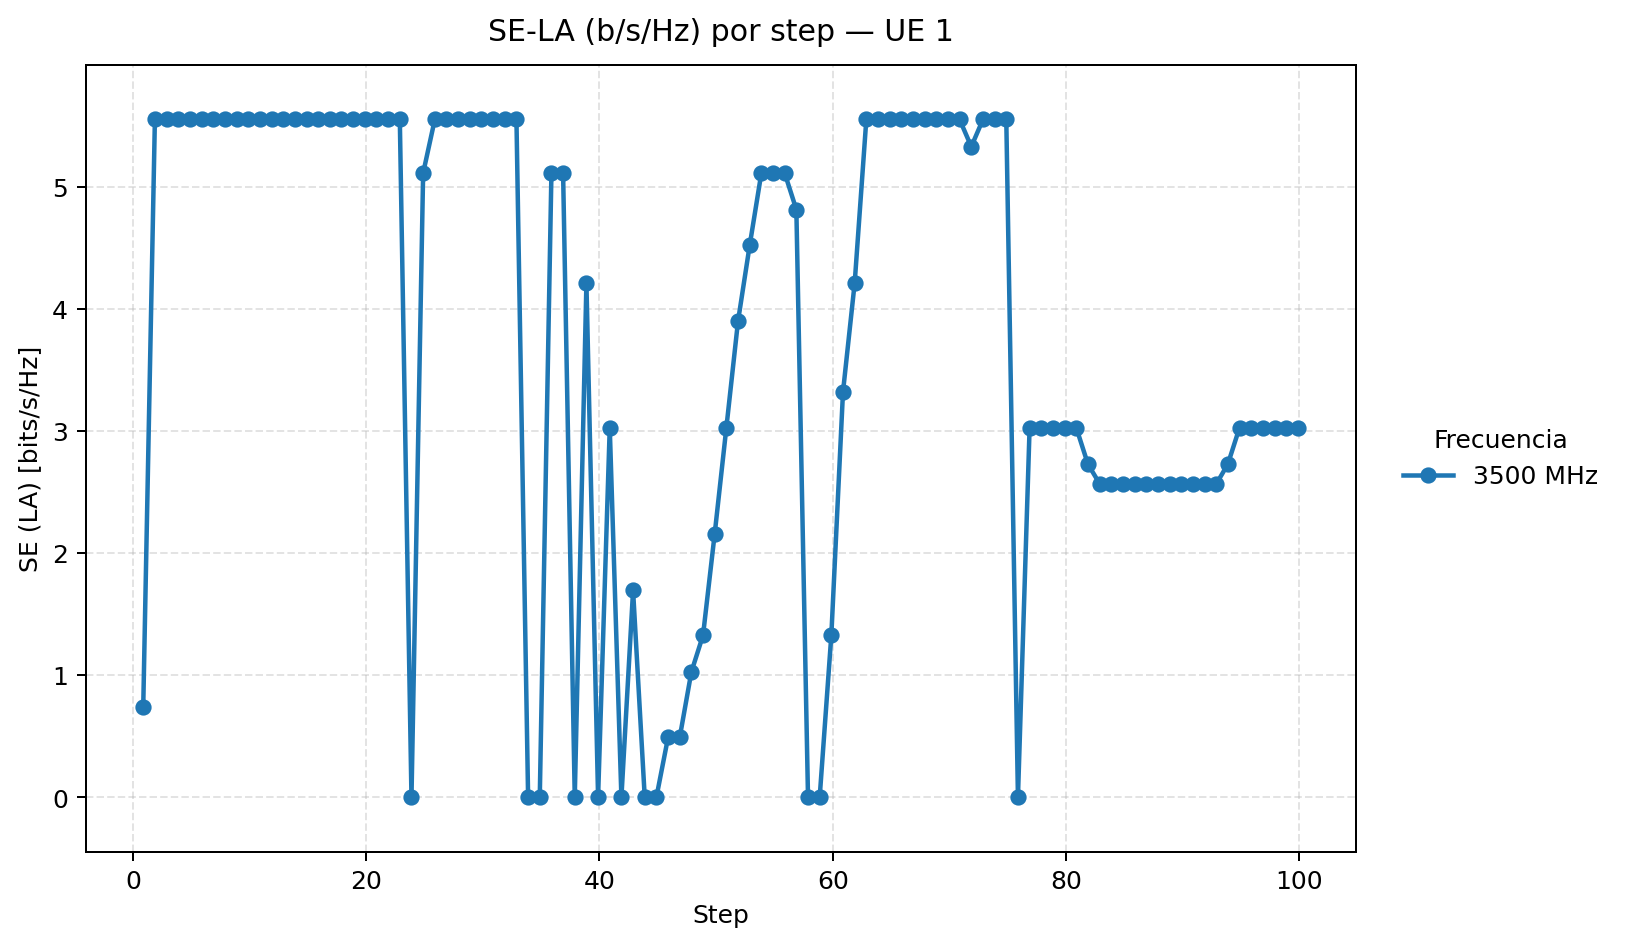 SE-LA (b/s/Hz) por step — UE 1
SE (LA) [bits/s/Hz]
5
4
3
2
1
0
0 20 40 60 80 100
Step
Frecuencia
3500 MHz